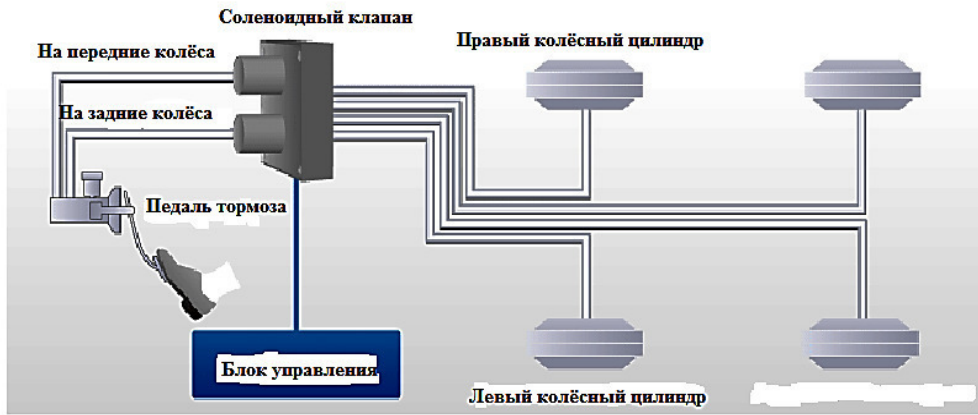 Соленоидный клапан
На передние колёса
Правый колёсный цилиндр
На задние колёса
Педаль тормоза
Блок управления
Левый колёсный цилиндр